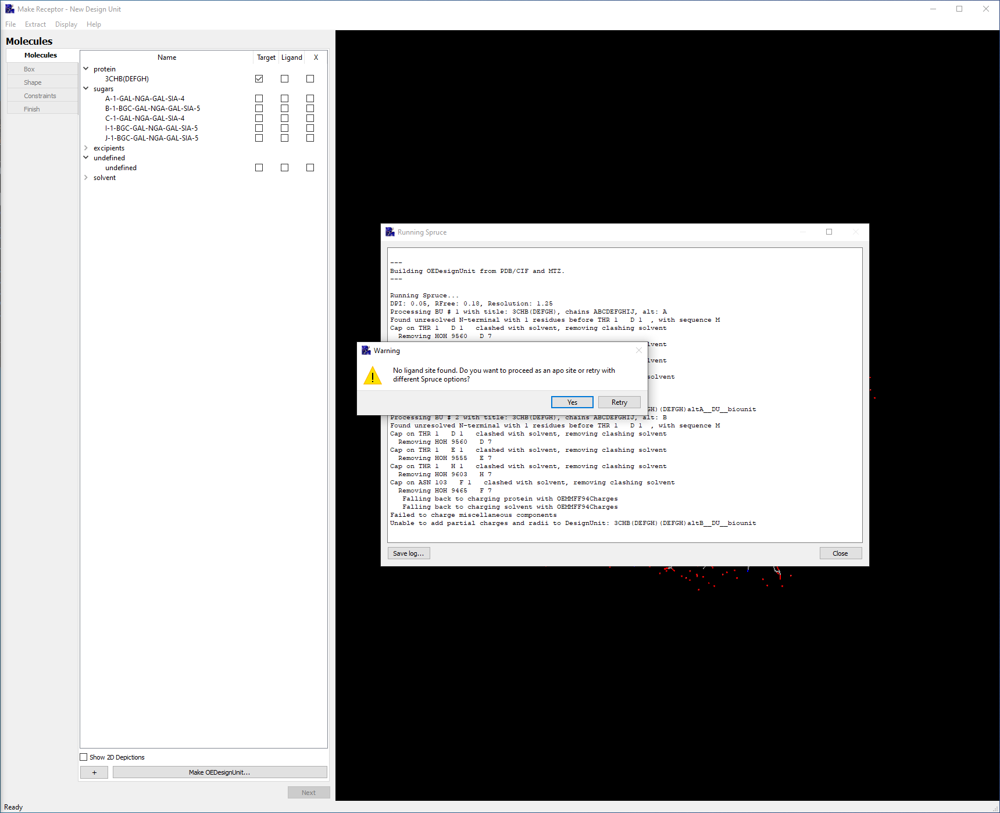 Make Receptor - New Design Unit
File Extract Display Help
Molecules
Molecules
Box
Shape
Constraints
Finish
Name Target Ligand X
protein
3CHB(DEFGH)
sugars
A-1-GAL-NGA-GAL-SIA-4
B-1-BGC-GAL-NGA-GAL-SIA-5
C-1-GAL-NGA-GAL-SIA-4
I-1-BGC-GAL-NGA-GAL-SIA-5
J-1-BGC-GAL-NGA-GAL-SIA-5
excipients
undefined
undefined
solvent
Show 2D Depictions
+ Make OEDesignUnit...
Next
Ready
Running Spruce
---
Building OEDesignUnit from PDB/CIF and MTZ.
---
Running Spruce...
DPI: 0.05, RFree: 0.18, Resolution: 1.25
Processing BU # 1 with title: 3CHB(DEFGH), chains ABCDEFGHIJ, alt: A
Found unresolved N-terminal with 1 residues before THR 1 D 1 , with sequence M
Cap on THR 1 D 1 clashed with solvent, removing clashing solvent
Removing HOH 9560 D 7
lvent
lvent
olvent
GH)(DEFGH)altA__DU__biounit
Warning
No ligand site found. Do you want to proceed as an apo site or retry with
different Spruce options?
Yes Retry
Processing BU # 2 with title: 3CHB(DEFGH), chains ABCDEFGHIJ, alt: B
Found unresolved N-terminal with 1 residues before THR 1 D 1 , with sequence M
Cap on THR 1 D 1 clashed with solvent, removing clashing solvent
Removing HOH 9560 D 7
Cap on THR 1 E 1 clashed with solvent, removing clashing solvent
Removing HOH 9555 E 7
Cap on THR 1 H 1 clashed with solvent, removing clashing solvent
Removing HOH 9603 H 7
Cap on ASN 103 F 1 clashed with solvent, removing clashing solvent
Removing HOH 9465 F 7
Falling back to charging protein with OEMMFF94Charges
Falling back to charging solvent with OEMMFF94Charges
Failed to charge miscellaneous components
Unable to add partial charges and radii to DesignUnit: 3CHB(DEFGH)(DEFGH)altB__DU__biounit
Save log... Close